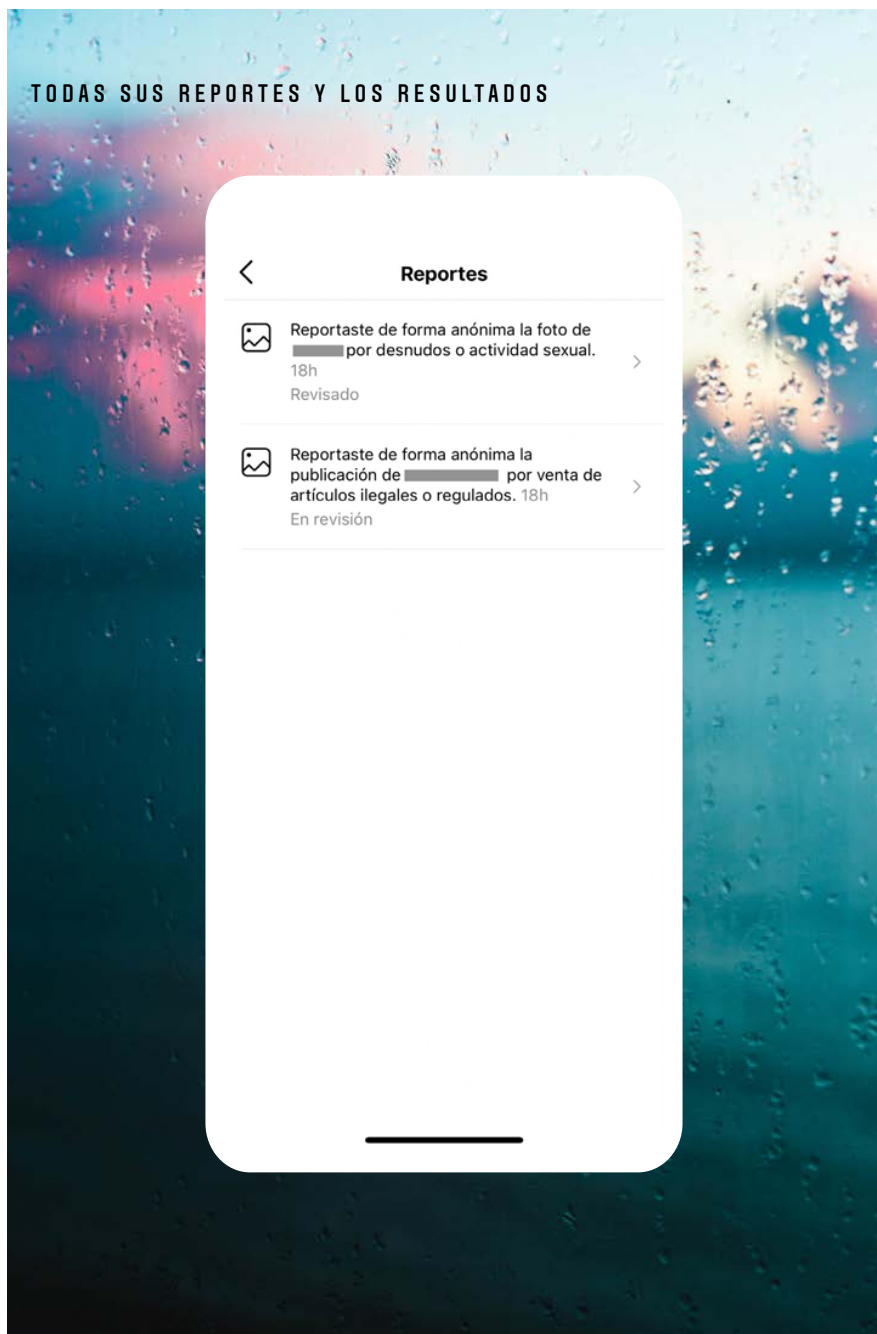 TODAS SUS REPORTES Y LOS RESULTADOS
Reportes
Reportaste de forma anónima la foto de
por desnudos o actividad sexual.
18h
Revisado
Reportaste de forma anónima la
publicación de por venta de
artículos ilegales o regulados. 18h
En revisión